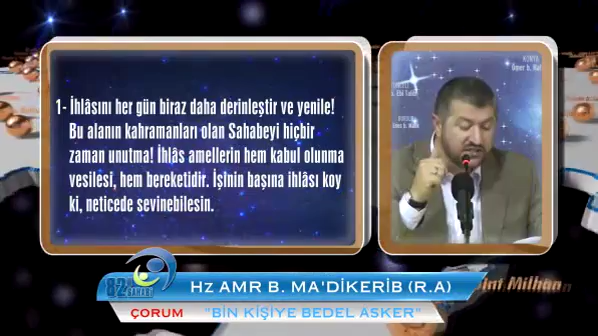 1- İhlâsını her gün biraz daha derinleştir ve yenile!
Bu alanın kahramanları olan Sahabeyi hiçbir
zaman unutma! İhlâs amellerin hem kabul olunma
vesilesi, hem bereketidir. İşinin başına ihlâsı koy
ki, neticede sevinebilesin.
KONYA
Hz AMR B. MA'DİKERİB (R.A)
ÇORUM "BİN KİŞİYE BEDEL ASKER"